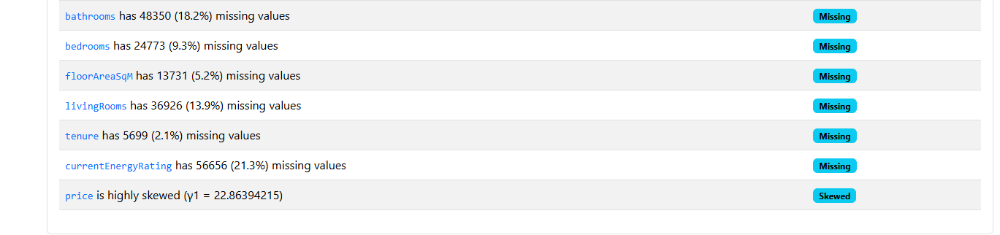 bathrooms has 48350 (18.2%) missing values Missing
bedrooms has 24773 (9.3%) missing values Missing
floorAreaSqM has 13731 (5.2%) missing values Missing
livingRooms has 36926 (13.9%) missing values Missing
tenure has 5699 (2.1%) missing values Missing
currentEnergyRating has 56656 (21.3%) missing values Missing
price is highly skewed (γ1 = 22.86394215) Skewed